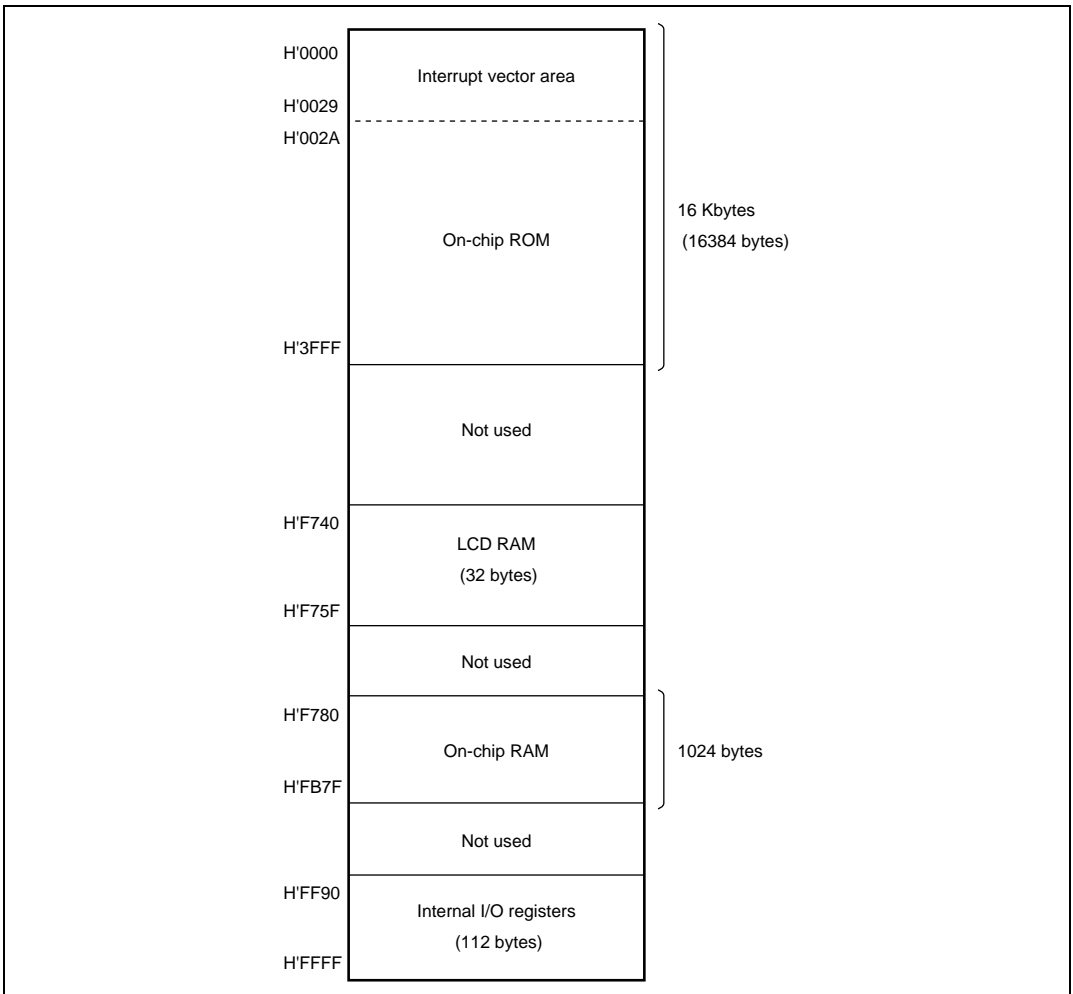 H'0000
Interrupt vector area
H'0029
H'002A
16 Kbytes
(16384 bytes)
On-chip ROM
H'3FFF
Not used
H'F740
LCD RAM
(32 bytes)
H'F75F
Not used
H'F780
On-chip RAM
1024 bytes
H'FB7F
Not used
H'FF90
Internal I/O registers
(112 bytes)
H'FFFF